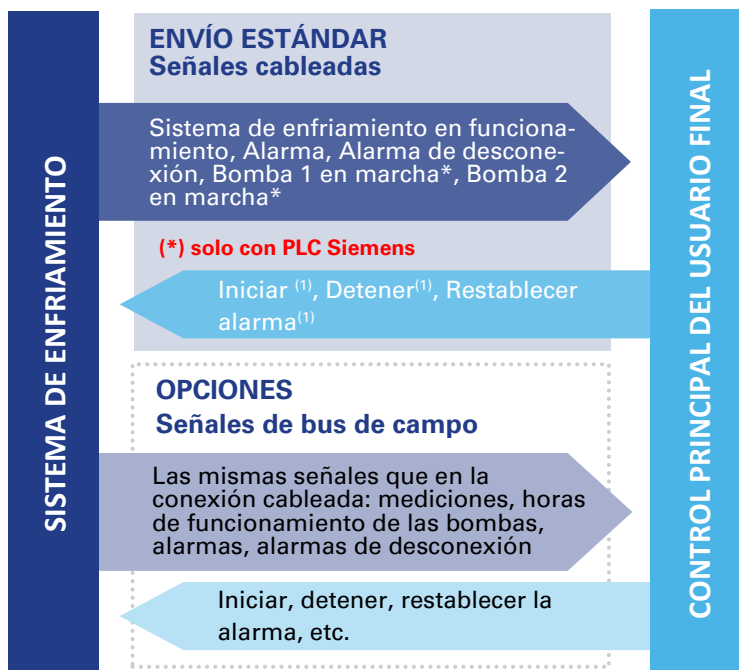 SISTEMA DE ENFRIAMIENTO
ENVÍO ESTÁNDAR
Señales cableadas
Sistema de enfriamiento en funciona-
miento, Alarma, Alarma de descone-
xión, Bomba 1 en marcha*, Bomba 2
en marcha*
(*) solo con PLC Siemens
Iniciar (1), Detener(1), Restablecer
alarma(1)
OPCIONES
Señales de bus de campo
Las mismas señales que en la
conexión cableada: mediciones, horas
de funcionamiento de las bombas,
alarmas, alarmas de desconexión
Iniciar, detener, restablecer la
alarma, etc.
CONTROL PRINCIPAL DEL USUARIO FINAL